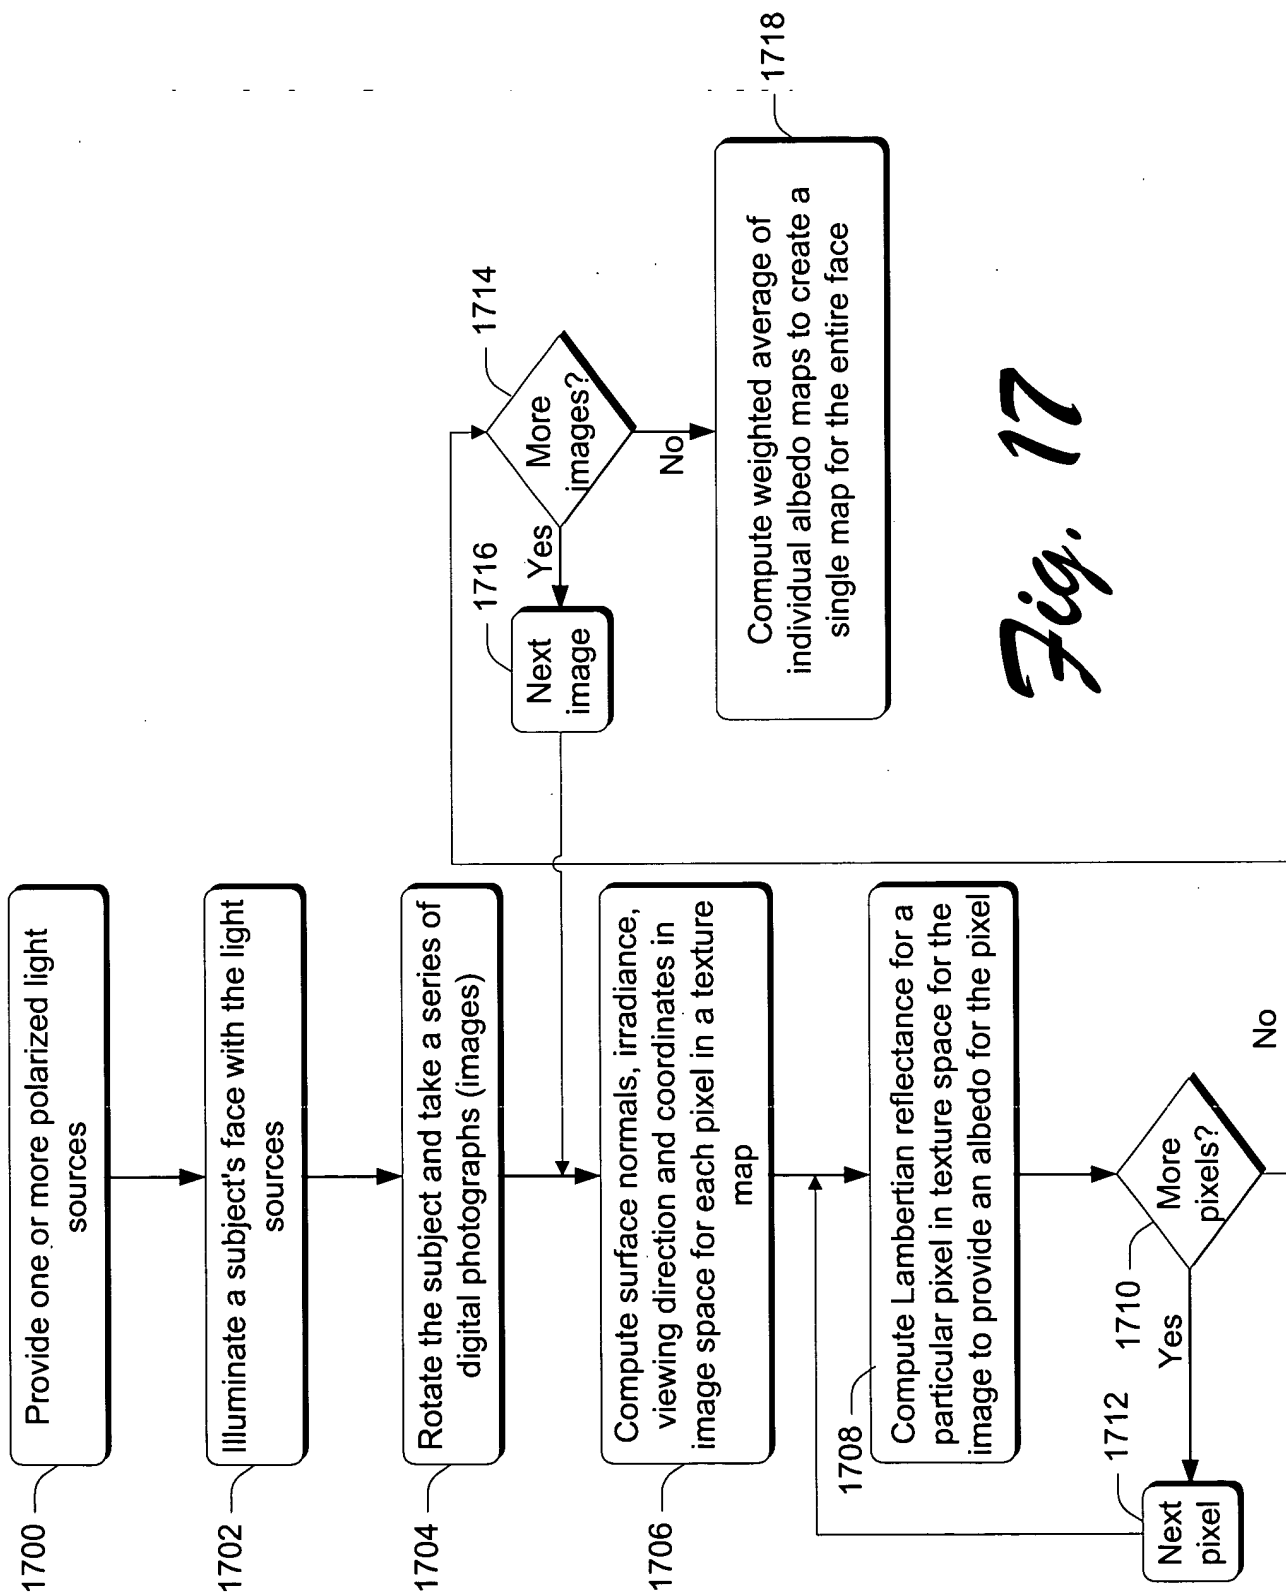 1700
Provide one or more polarized light
sources
1702
Illuminate a subject's face with the light
sources
1704
Rotate the subject and take a series of
digital photographs (images)
1706
Compute surface normals, irradiance,
viewing direction and coordinates in
image space for each pixel in a texture
map
1708
Compute Lambertian reflectance for a
particular pixel in texture space for the
image to provide an albedo for the pixel
1710
More
pixels?
Yes
No
1712
Next
pixel
1714
More
images?
Yes
No
1716
Next
image
1718
Compute weighted average of
individual albedo maps to create a
single map for the entire face
Fig. 17